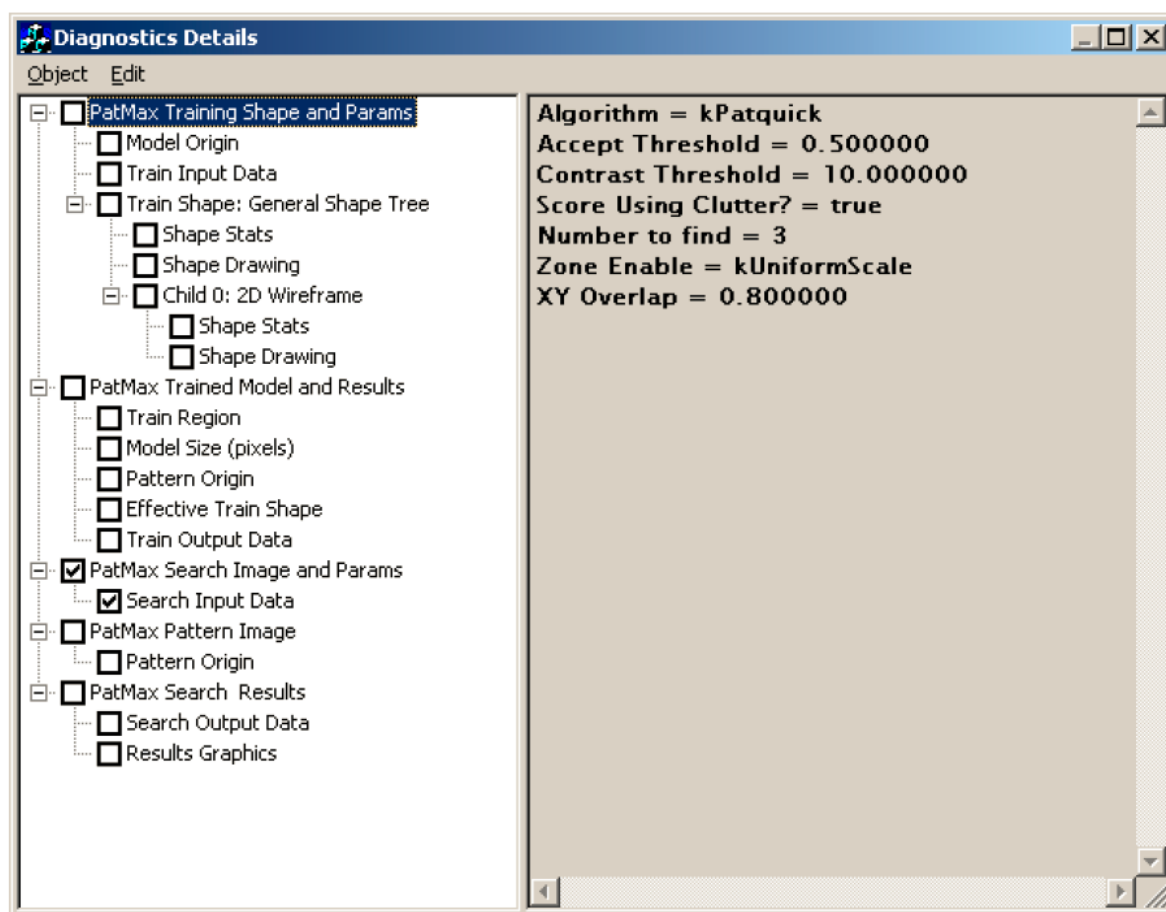 Diagnostics Details
Object Edit
PatMax Training Shape and Params
Model Origin
Train Input Data
Train Shape: General Shape Tree
Shape Stats
Shape Drawing
Child 0: 2D Wireframe
Shape Stats
Shape Drawing
PatMax Trained Model and Results
Train Region
Model Size (pixels)
Pattern Origin
Effective Train Shape
Train Output Data
PatMax Search Image and Params
Search Input Data
PatMax Pattern Image
Pattern Origin
PatMax Search Results
Search Output Data
Results Graphics
Algorithm = kPatquick
Accept Threshold = 0.500000
Contrast Threshold = 10.000000
Score Using Clutter? = true
Number to find = 3
Zone Enable = kUniformScale
XY Overlap = 0.800000